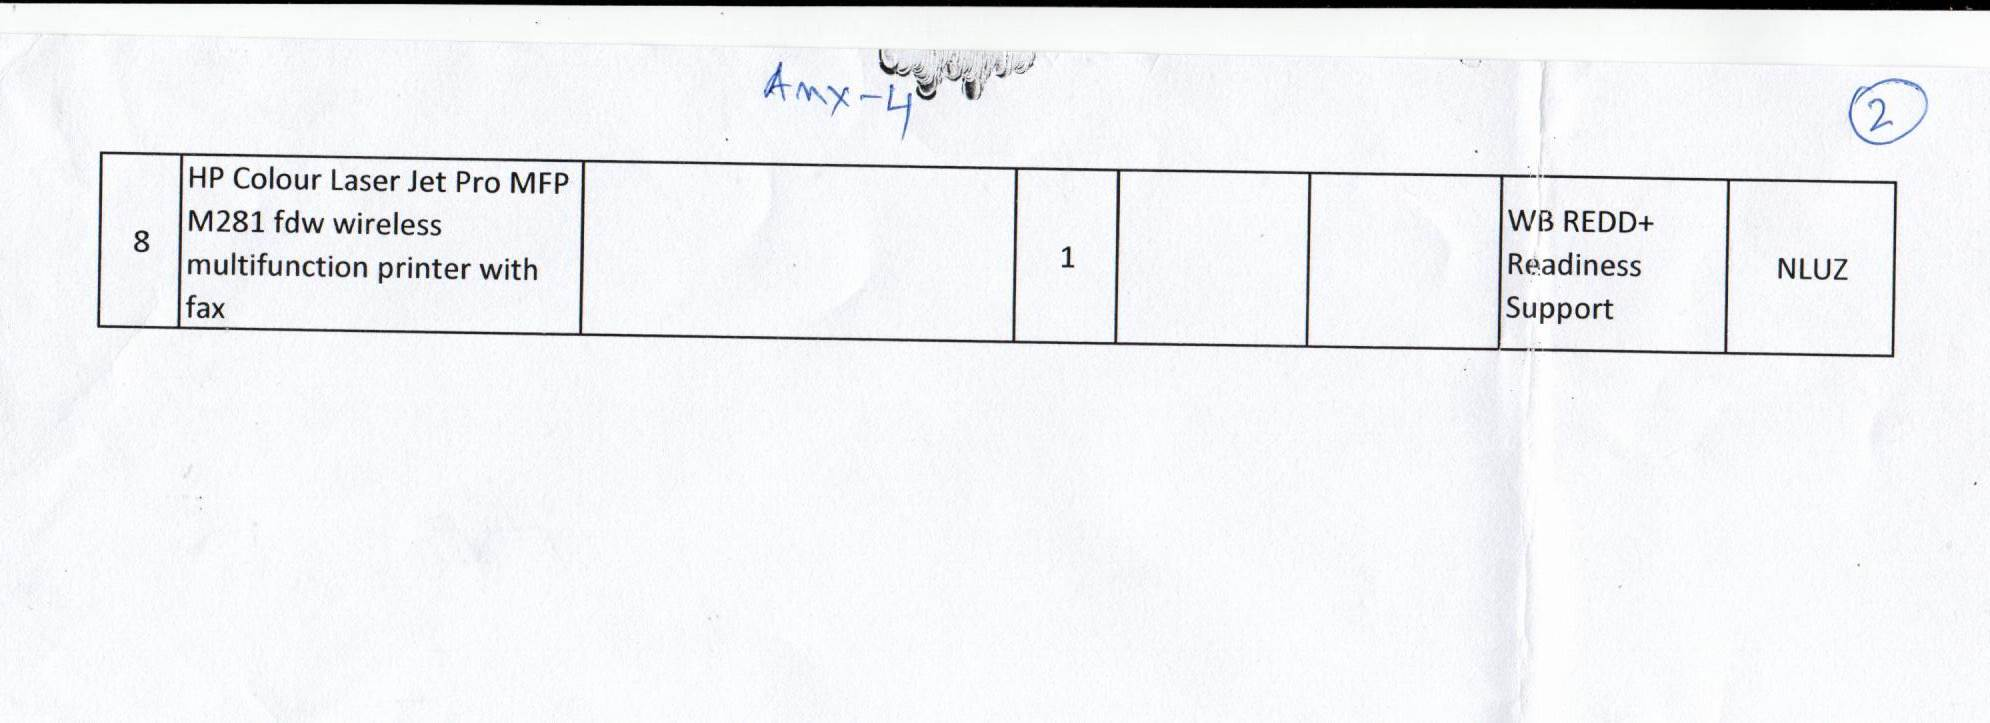 Anx-4
2
8
HP Colour Laser Jet Pro MFP
M281 fdw wireless
multifunction printer with
fax
1
WB REDD+
Readiness
Support
NLUZ